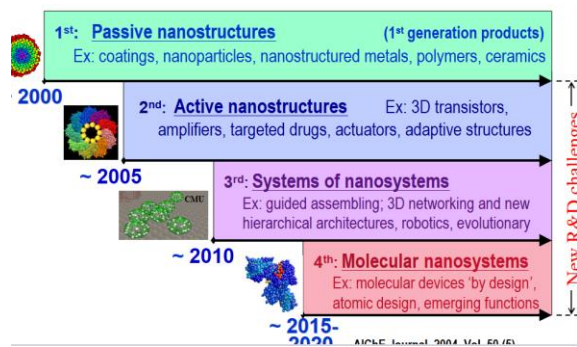 1st: Passive nanostructures (1st generation products)
Ex: coatings, nanoparticles, nanostructured metals, polymers, ceramics
~ 2000
2nd: Active nanostructures Ex: 3D transistors,
amplifiers, targeted drugs, actuators, adaptive structures
~ 2005
3rd: Systems of nanosystems
Ex: guided assembling; 3D networking and new
hierarchical architectures, robotics, evolutionary
CMU
~ 2010
4th: Molecular nanosystems
Ex: molecular devices 'by design',
atomic design, emerging functions
~ 2015-
2020
New R&D challenges
AIChE Journal, 2004, Vol. 50 (5)